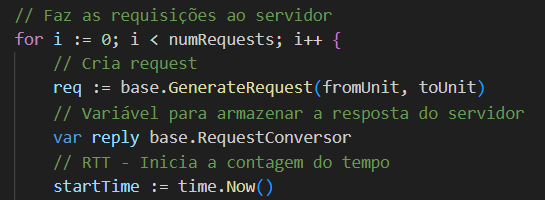 // Faz as requisições ao servidor
for i := 0; i < numRequests; i++ {
// Cria request
req := base.GenerateRequest(fromUnit, toUnit)
// Variável para armazenar a resposta do servidor
var reply base.RequestConversor
// RTT - Inicia a contagem do tempo
startTime := time.Now()